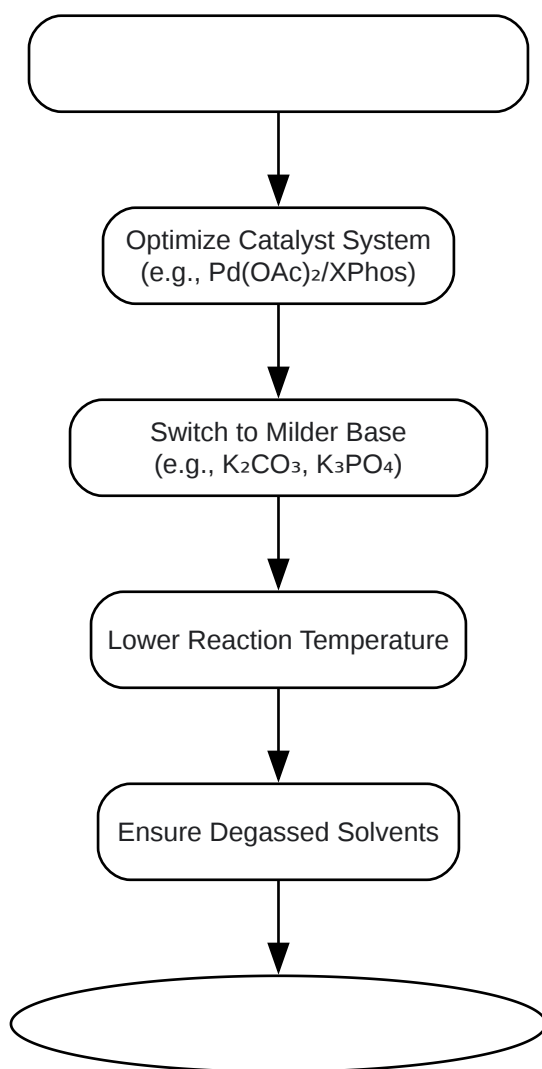 Optimize Catalyst System
(e.g., Pd(OAc)₂/XPhos)
Switch to Milder Base
(e.g., K₂CO₃, K₃PO₄)
Lower Reaction Temperature
Ensure Degassed Solvents